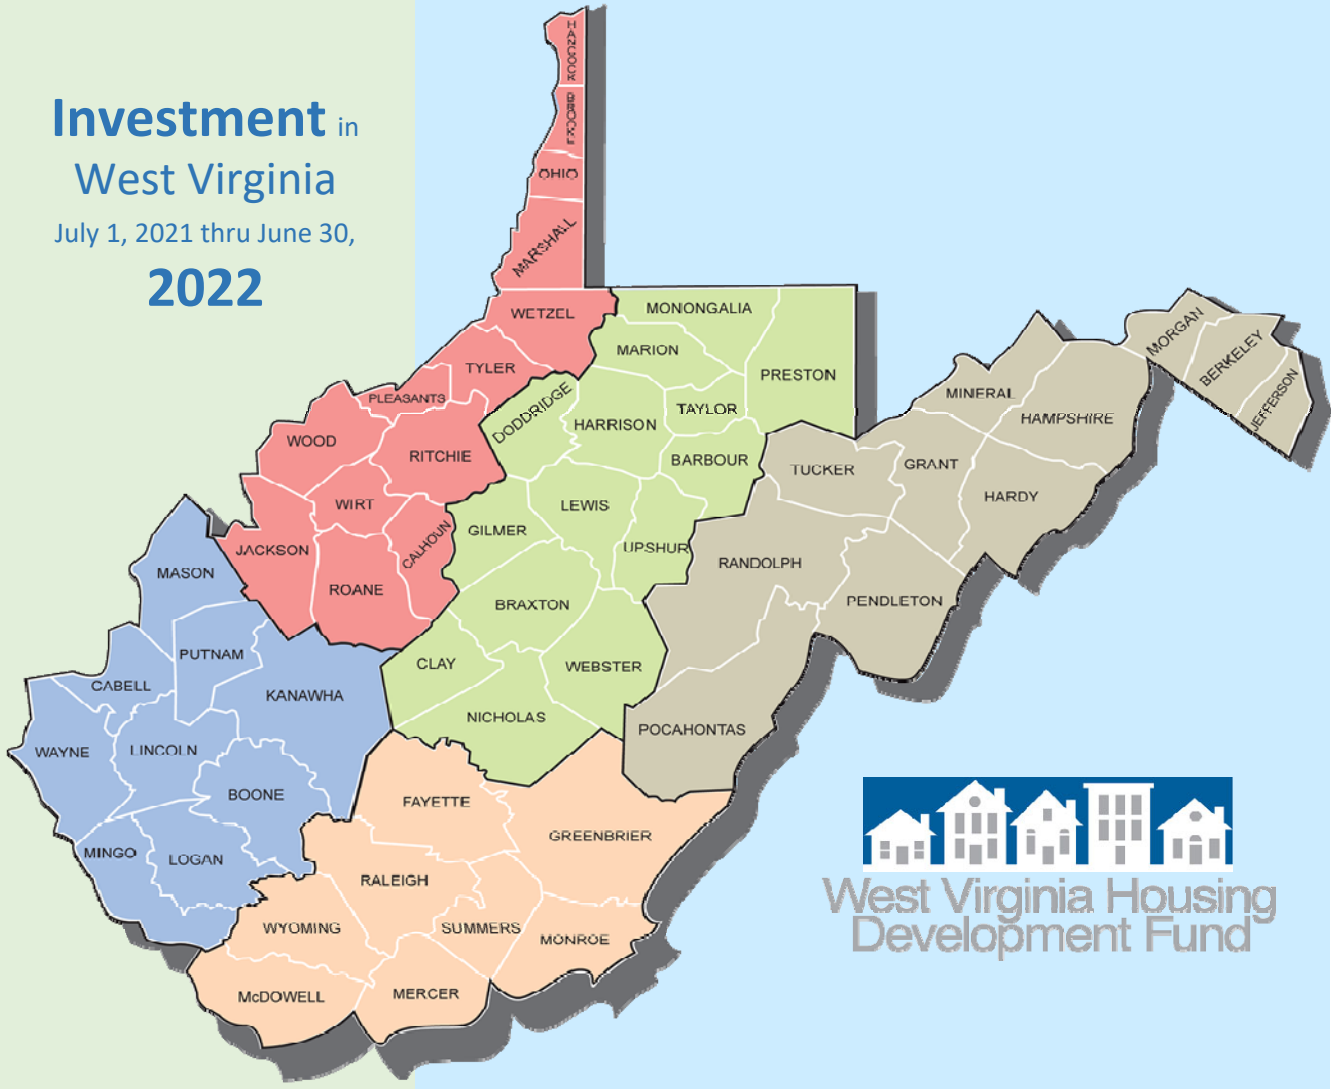 Investment in
West Virginia
July 1, 2021 thru June 30,
2022
HANCOCK
BROOKE
OHIO
MARSHALL
WETZEL
MONONGALIA
MARION
TYLER
PRESTON
PLEASANTS
DODDRIDGE
HARRISON
TAYLOR
WOOD
RITCHIE
BARBOUR
TUCKER
GRANT
MINERAL
HAMPSHIRE
MORGAN
BERKELEY
JEFFERSON
HARDY
WIRT
LEWIS
GILMER
CALHOUN
JACKSON
UPSHUR
RANDOLPH
MASON
ROANE
BRAXTON
PENDLETON
PUTNAM
CLAY
WEBSTER
CABELL
KANAWHA
NICHOLAS
POCAHONTAS
WAYNE
LINCOLN
BOONE
FAYETTE
GREENBRIER
MINGO
LOGAN
RALEIGH
WYOMING
SUMMERS
MONROE
McDOWELL
MERCER
West Virginia Housing
Development Fund